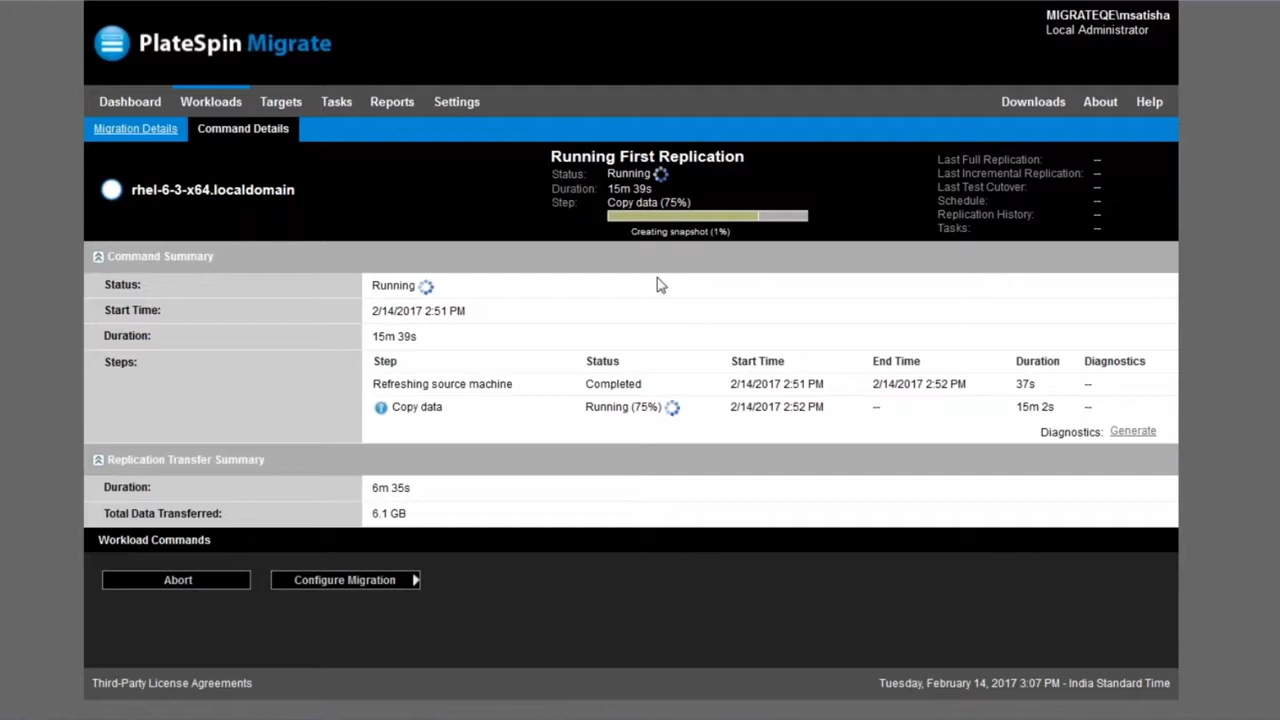 PlateSpin Migrate
MIGRATEQE\msatisha
Local Administrator
Dashboard Workloads Targets Tasks Reports Settings Downloads About Help
Migration Details Command Details
rhel-6-3-x64.localdomain
Running First Replication
Status: Running
Duration: 15m 39s
Step: Copy data (75%)
Creating snapshot (1%)
Last Full Replication: --
Last Incremental Replication: --
Last Test Cutover: --
Schedule: --
Replication History: --
Tasks: --
Command Summary
Status: Running
Start Time: 2/14/2017 2:51 PM
Duration: 15m 39s
Steps: Step Status Start Time End Time Duration Diagnostics
Refreshing source machine Completed 2/14/2017 2:51 PM 2/14/2017 2:52 PM 37s --
Copy data Running (75%) 2/14/2017 2:52 PM -- 15m 2s --
Diagnostics: Generate
Replication Transfer Summary
Duration: 6m 35s
Total Data Transferred: 6.1 GB
Workload Commands
Abort Configure Migration
Third-Party License Agreements Tuesday, February 14, 2017 3:07 PM - India Standard Time